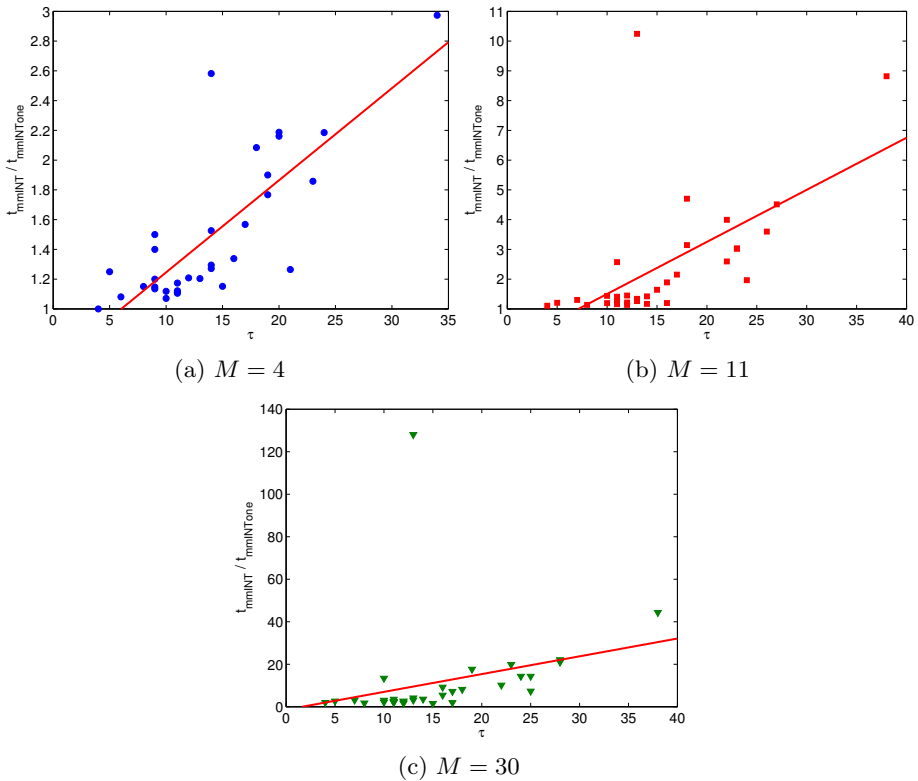 3
2.8
2.6
2.4
2.2
2
1.8
1.6
1.4
1.2
1
0 5 10 15 20 25 30 35
t_mmINT / t_mmINTone
τ
(a) M = 4
11
10
9
8
7
6
5
4
3
2
1
0 5 10 15 20 25 30 35 40
t_mmINT / t_mmINTone
τ
(b) M = 11
140
120
100
80
60
40
20
0
0 5 10 15 20 25 30 35 40
t_mmINT / t_mmINTone
τ
(c) M = 30